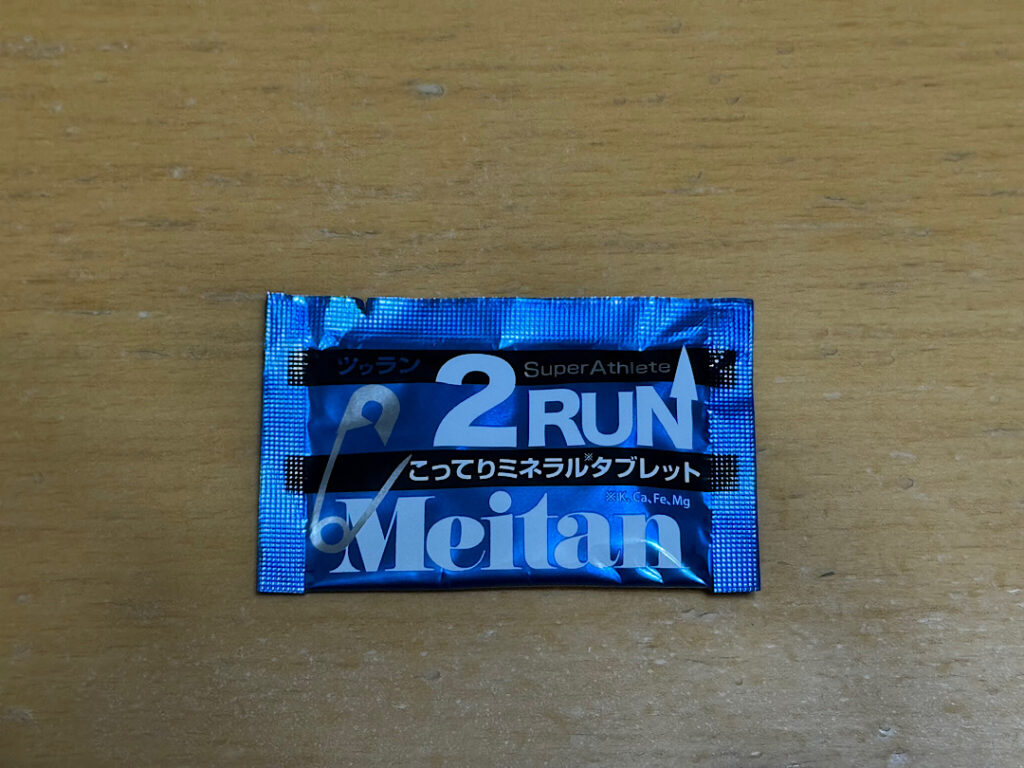 ツゥラン
SuperAthlete
2RUN
こってりミネラル※タブレット
※K、Ca、Fe、Mg
Meitan